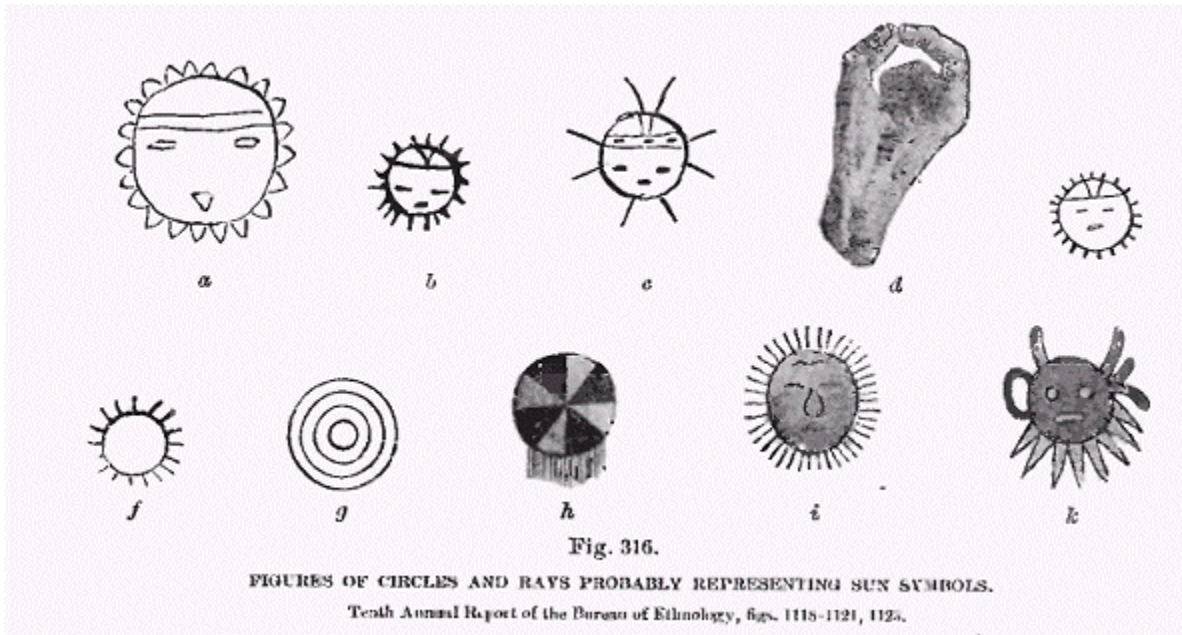 a b c d
f g h i k
Fig. 316.
FIGURES OF CIRCLES AND RAYS PROBABLY REPRESENTING SUN SYMBOLS.
Tenth Annual Report of the Bureau of Ethnology, figs. 1118-1121, 1125.